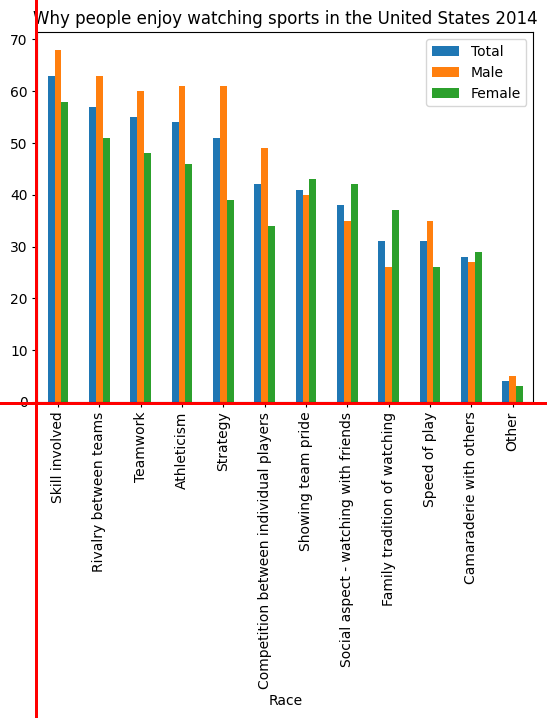 Why people enjoy watching sports in the United States 2014
Total
Male
Female
70
60
50
40
30
20
10
0
Skill involved
Rivalry between teams
Teamwork
Athleticism
Strategy
Competition between individual players
Showing team pride
Social aspect - watching with friends
Family tradition of watching
Speed of play
Camaraderie with others
Other
Race